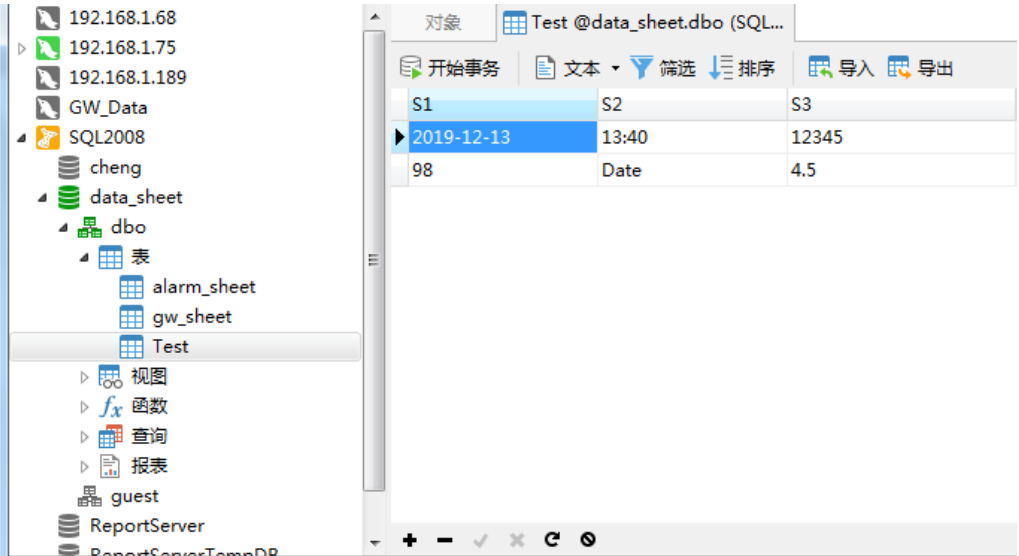 192.168.1.68
192.168.1.75
192.168.1.189
GW_Data
SQL2008
cheng
data_sheet
dbo
表
alarm_sheet
gw_sheet
Test
视图
fx 函数
查询
报表
guest
ReportServer
ReportServerTempDB
对象 Test @data_sheet.dbo (SQL...
开始事务 文本 筛选 排序 导入 导出
S1 S2 S3
2019-12-13 13:40 12345
98 Date 4.5